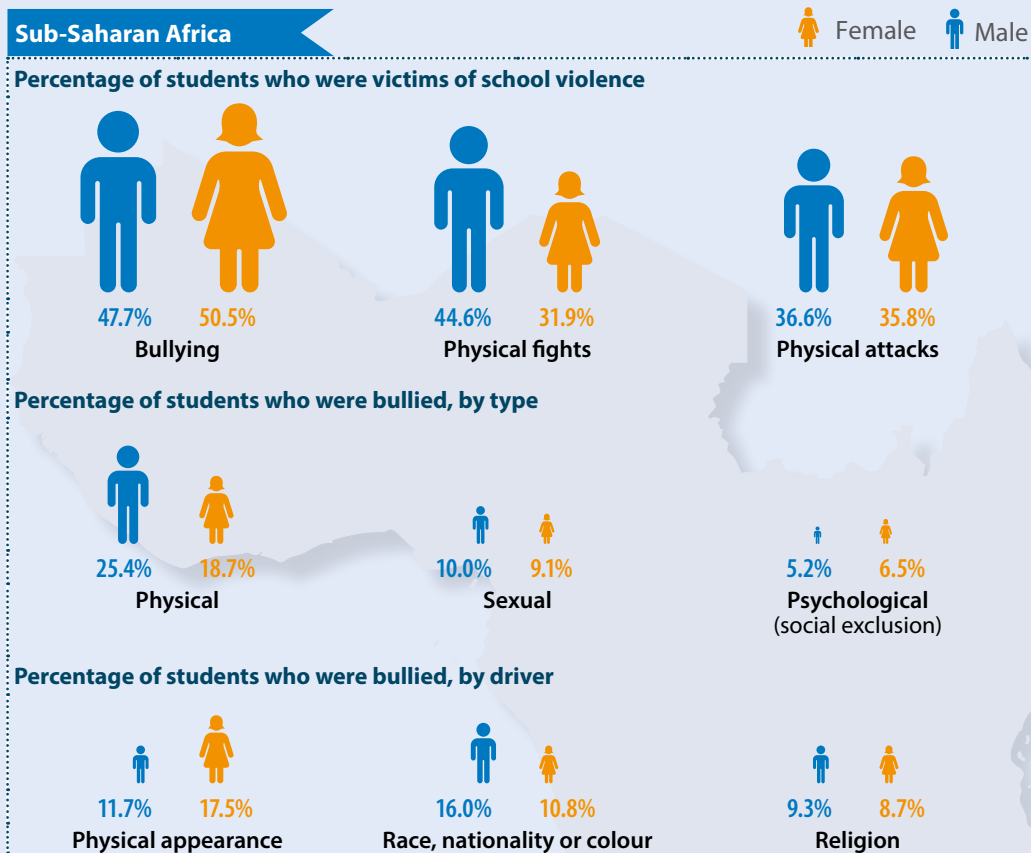 Sub-Saharan Africa
Female Male
Percentage of students who were victims of school violence
47.7% 50.5% 44.6% 31.9% 36.6% 35.8%
Bullying Physical fights Physical attacks
Percentage of students who were bullied, by type
25.4% 18.7% 10.0% 9.1% 5.2% 6.5%
Physical Sexual Psychological
(social exclusion)
Percentage of students who were bullied, by driver
11.7% 17.5% 16.0% 10.8% 9.3% 8.7%
Physical appearance Race, nationality or colour Religion